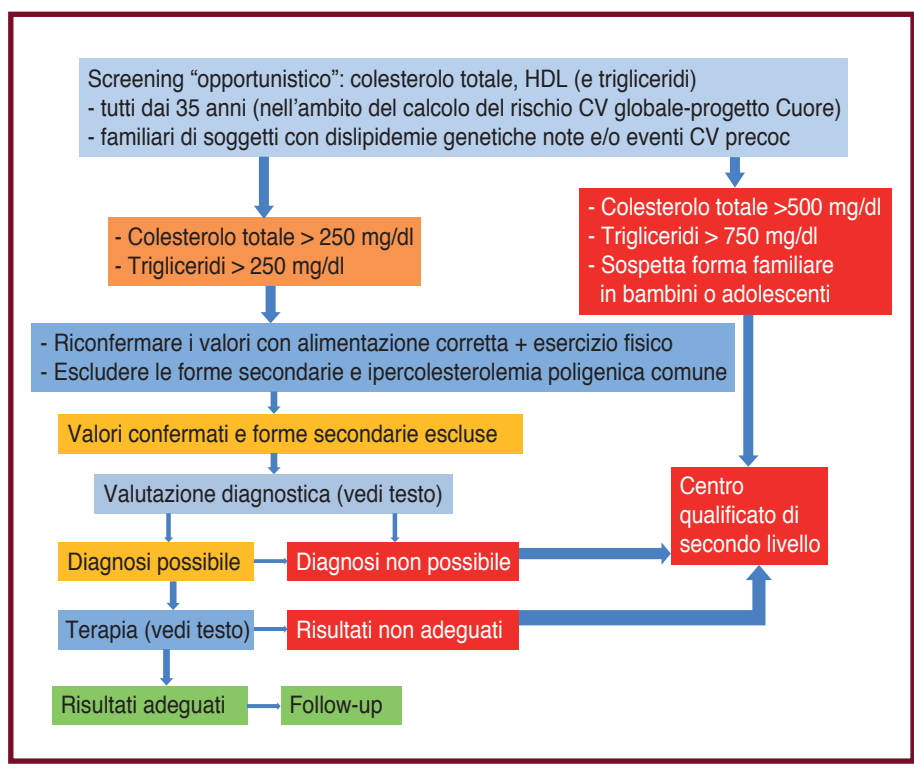 Screening “opportunistico”: colesterolo totale, HDL (e trigliceridi)
- tutti dai 35 anni (nell’ambito del calcolo del rischio CV globale-progetto Cuore)
- familiari di soggetti con dislipidemie genetiche note e/o eventi CV precoc
- Colesterolo totale > 250 mg/dl
- Trigliceridi > 250 mg/dl
- Colesterolo totale >500 mg/dl
- Trigliceridi > 750 mg/dl
- Sospetta forma familiare
in bambini o adolescenti
- Riconfermare i valori con alimentazione corretta + esercizio fisico
- Escludere le forme secondarie e ipercolesterolemia poligenica comune
Valori confermati e forme secondarie escluse
Valutazione diagnostica (vedi testo)
Centro
qualificato di
secondo livello
Diagnosi possibile
Diagnosi non possibile
Terapia (vedi testo)
Risultati non adeguati
Risultati adeguati
Follow-up